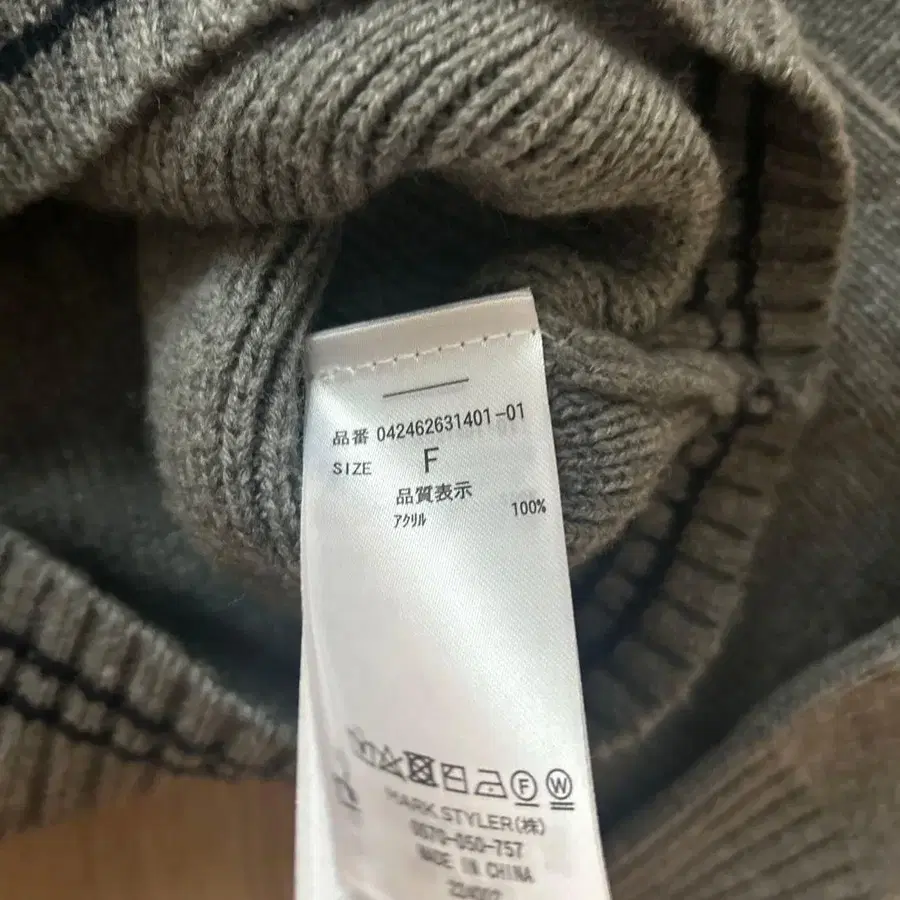 品番 042462631401-01
SIZE F
品質表示
アクリル 100%
F W
MARK STYLER(株)
0070-050-757
MADE IN CHINA